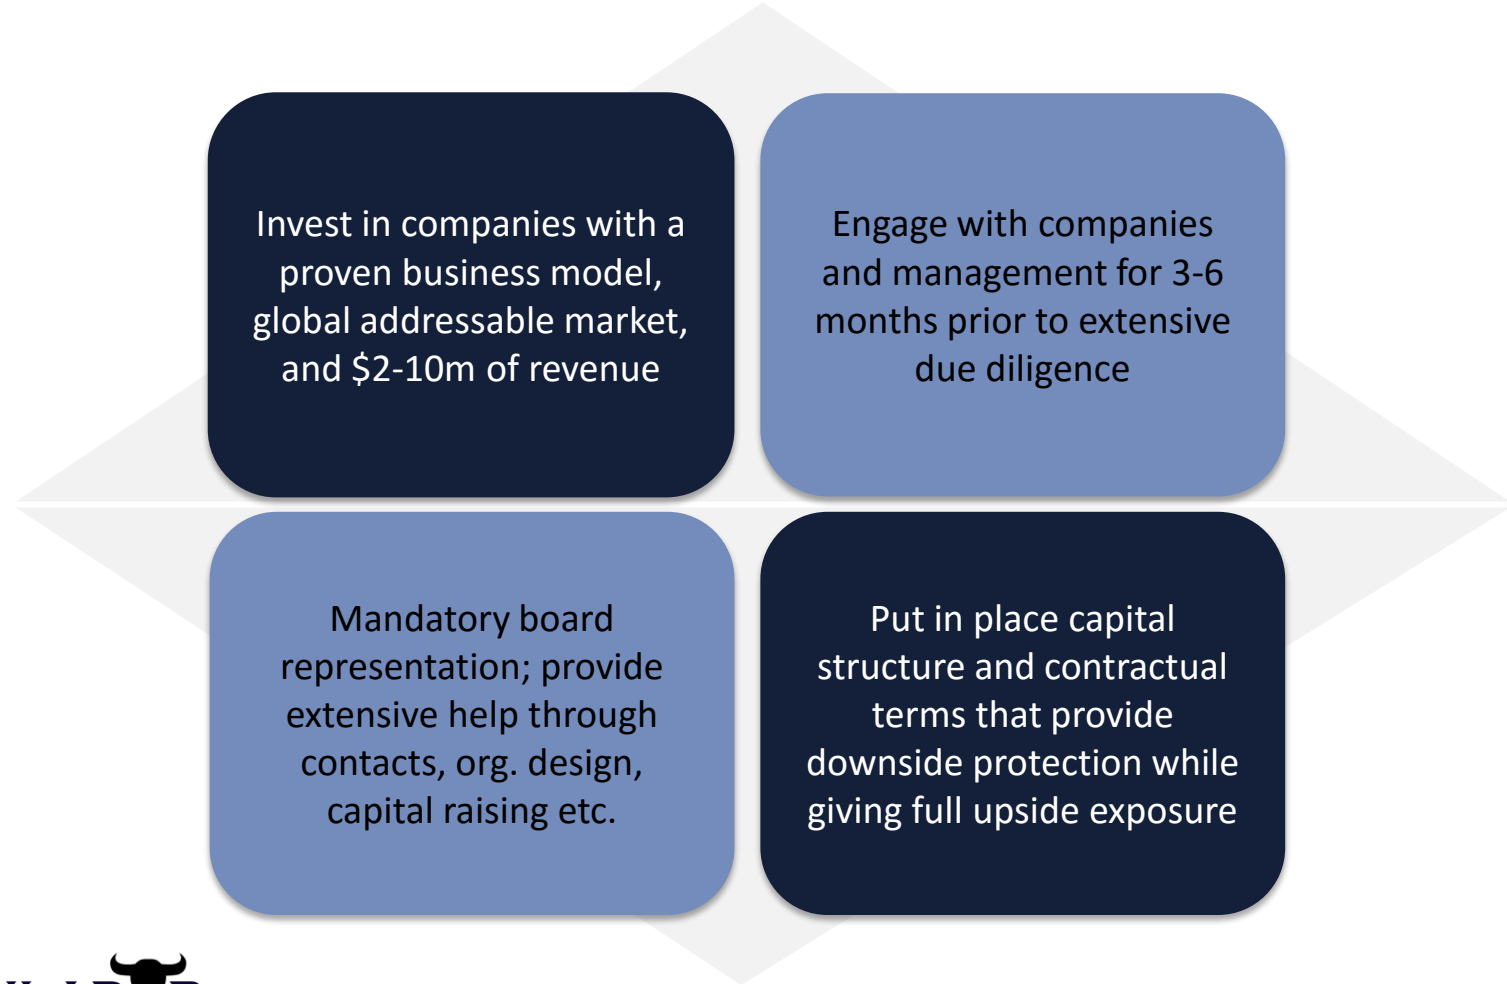 Invest in companies with a
proven business model,
global addressable market,
and $2-10m of revenue
Engage with companies
and management for 3-6
months prior to extensive
due diligence
Mandatory board
representation; provide
extensive help through
contacts, org. design,
capital raising etc.
Put in place capital
structure and contractual
terms that provide
downside protection while
giving full upside exposure